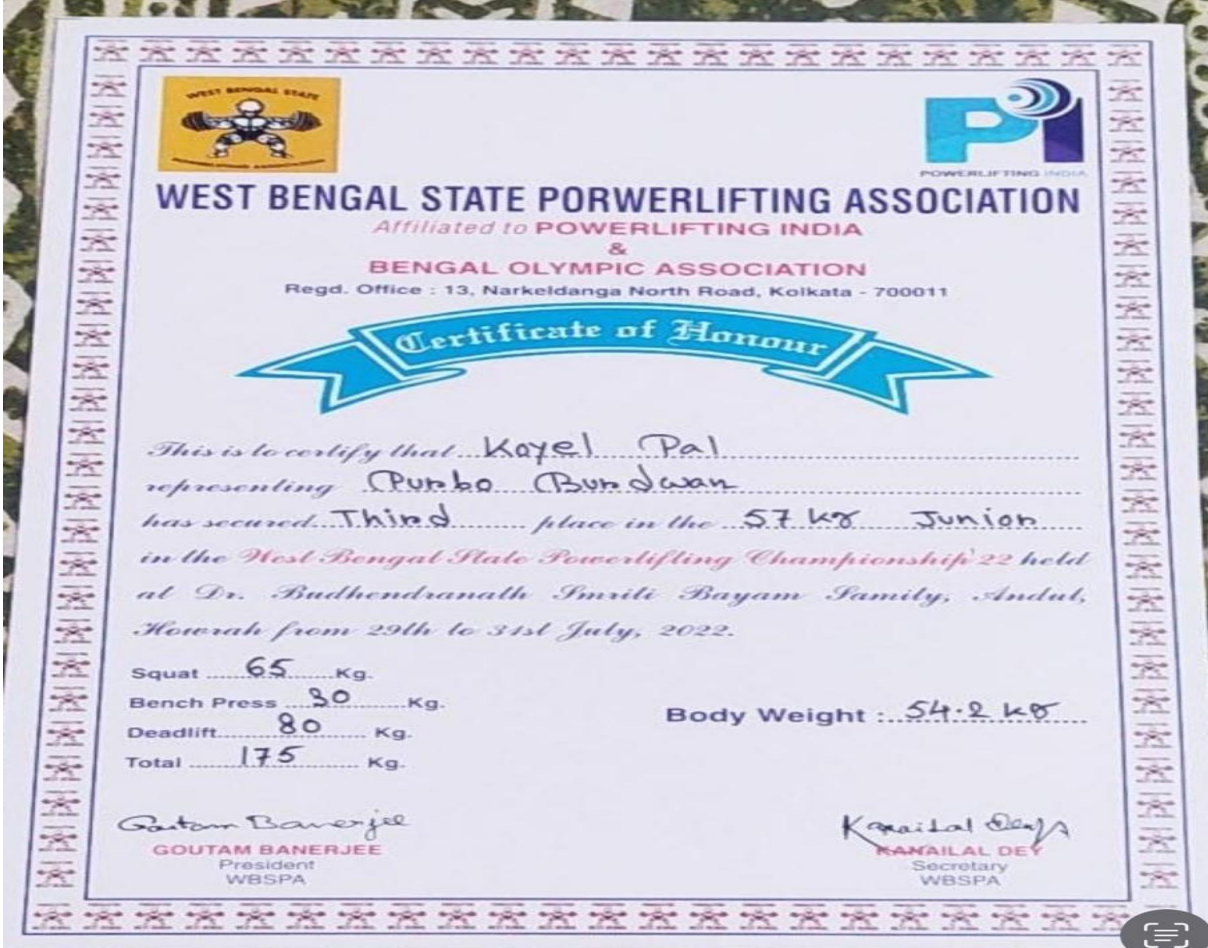 WEST BENGAL STATE
POWERLIFTING ASSOCIATION
PI
POWERLIFTING INDIA
WEST BENGAL STATE PORWERLIFTING ASSOCIATION
Affiliated to POWERLIFTING INDIA
&
BENGAL OLYMPIC ASSOCIATION
Regd. Office : 13, Narkeldanga North Road, Kolkata - 700011
Certificate of Honour
This is to certify that Koyel Pal
representing Purbo Burdwan
has secured Third place in the 57 kg Junior
in the West Bengal State Powerlifting Championship'22 held
at Dr. Budhendranath Smriti Bayam Samity, Andul,
Howrah from 29th to 31st July, 2022.
Squat 65 Kg.
Bench Press 30 Kg.
Body Weight : 54.2 kg
Deadlift 80 Kg.
Total 175 Kg.
Goutam Banerjee
Kanailal Dey
GOUTAM BANERJEE
KANAILAL DEY
President
Secretary
WBSPA
WBSPA